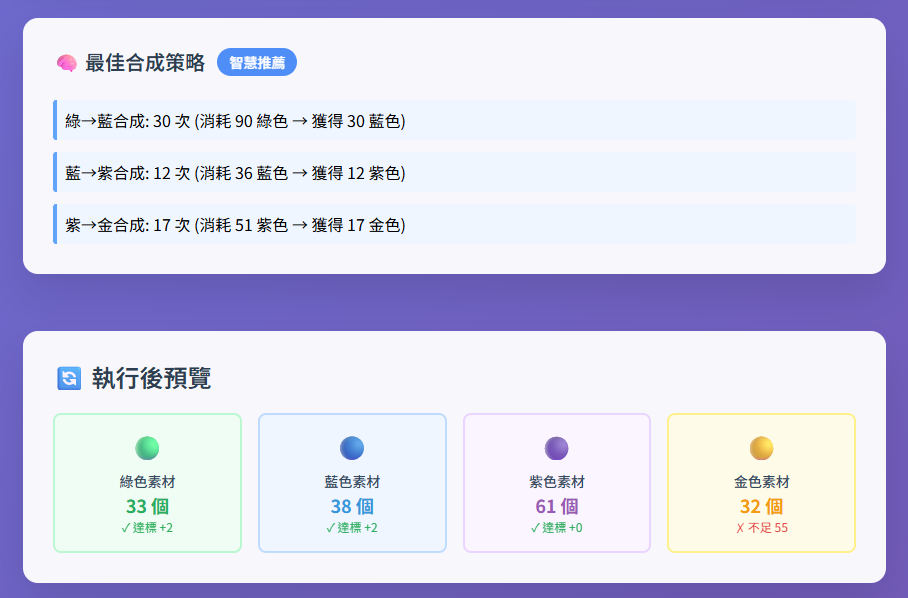 最佳合成策略 智慧推薦
綠→藍合成: 30 次 (消耗 90 綠色 → 獲得 30 藍色)
藍→紫合成: 12 次 (消耗 36 藍色 → 獲得 12 紫色)
紫→金合成: 17 次 (消耗 51 紫色 → 獲得 17 金色)
執行後預覽
綠色素材
33 個
✓ 達標 +2
藍色素材
38 個
✓ 達標 +2
紫色素材
61 個
✓ 達標 +0
金色素材
32 個
✗ 不足 55